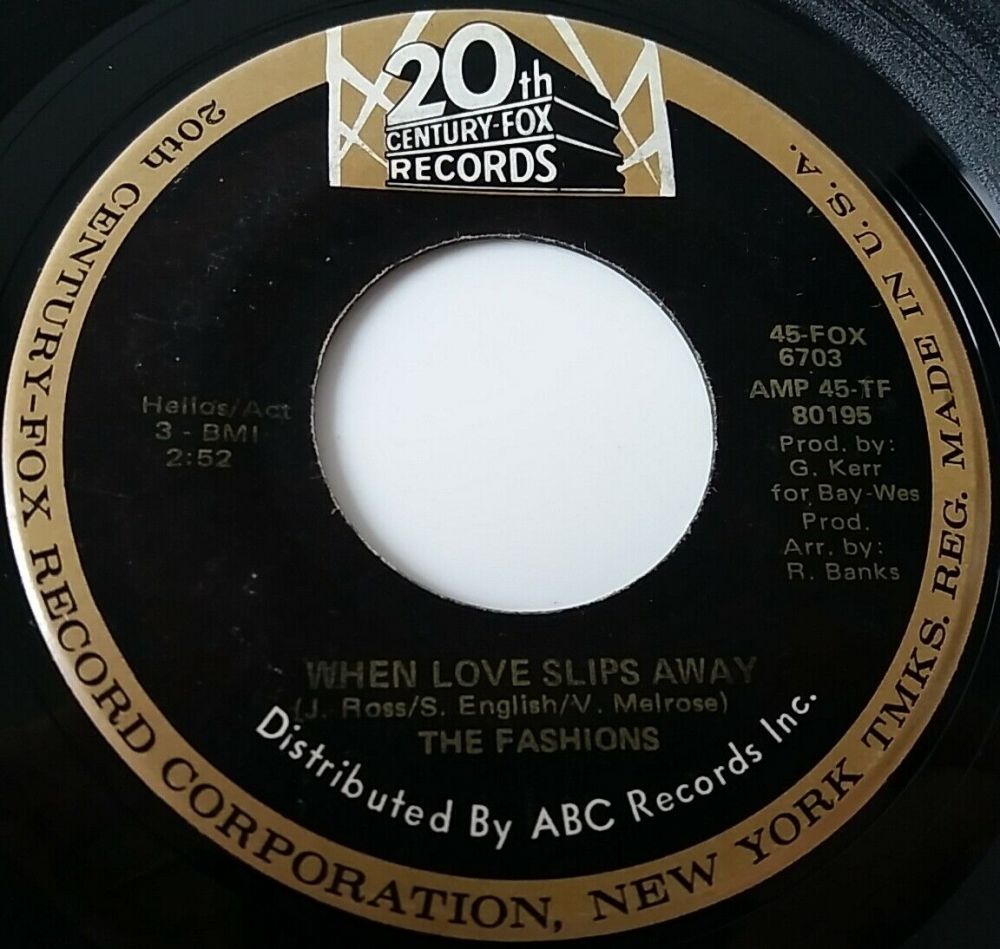 20th
CENTURY-FOX
RECORDS
20th CENTURY-FOX RECORD CORPORATION, NEW YORK TMKS. REG. MADE IN U. S. A.
45-FOX
6703
AMP 45-TF
80195
Prod. by:
G. Kerr
for Bay-Wes
Prod.
Arr. by:
R. Banks
Helios/Act
3 - BMI
2:52
WHEN LOVE SLIPS AWAY
(J. Ross/S. English/V. Melrose)
THE FASHIONS
Distributed By ABC Records Inc.